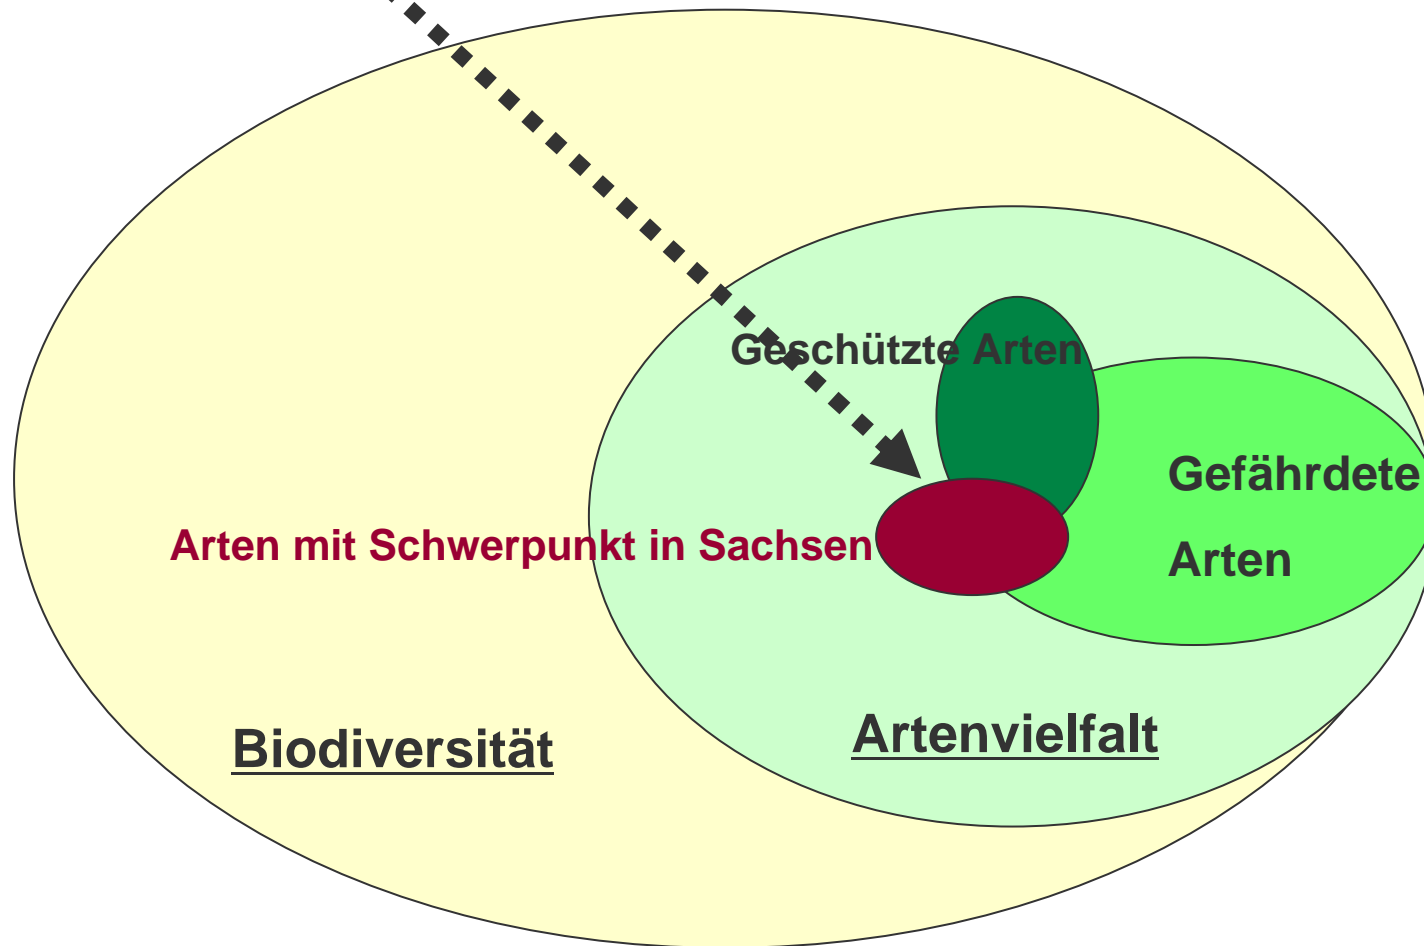 Geschützte Arten
Gefährdete
Arten
Arten mit Schwerpunkt in Sachsen
Artenvielfalt
Biodiversität